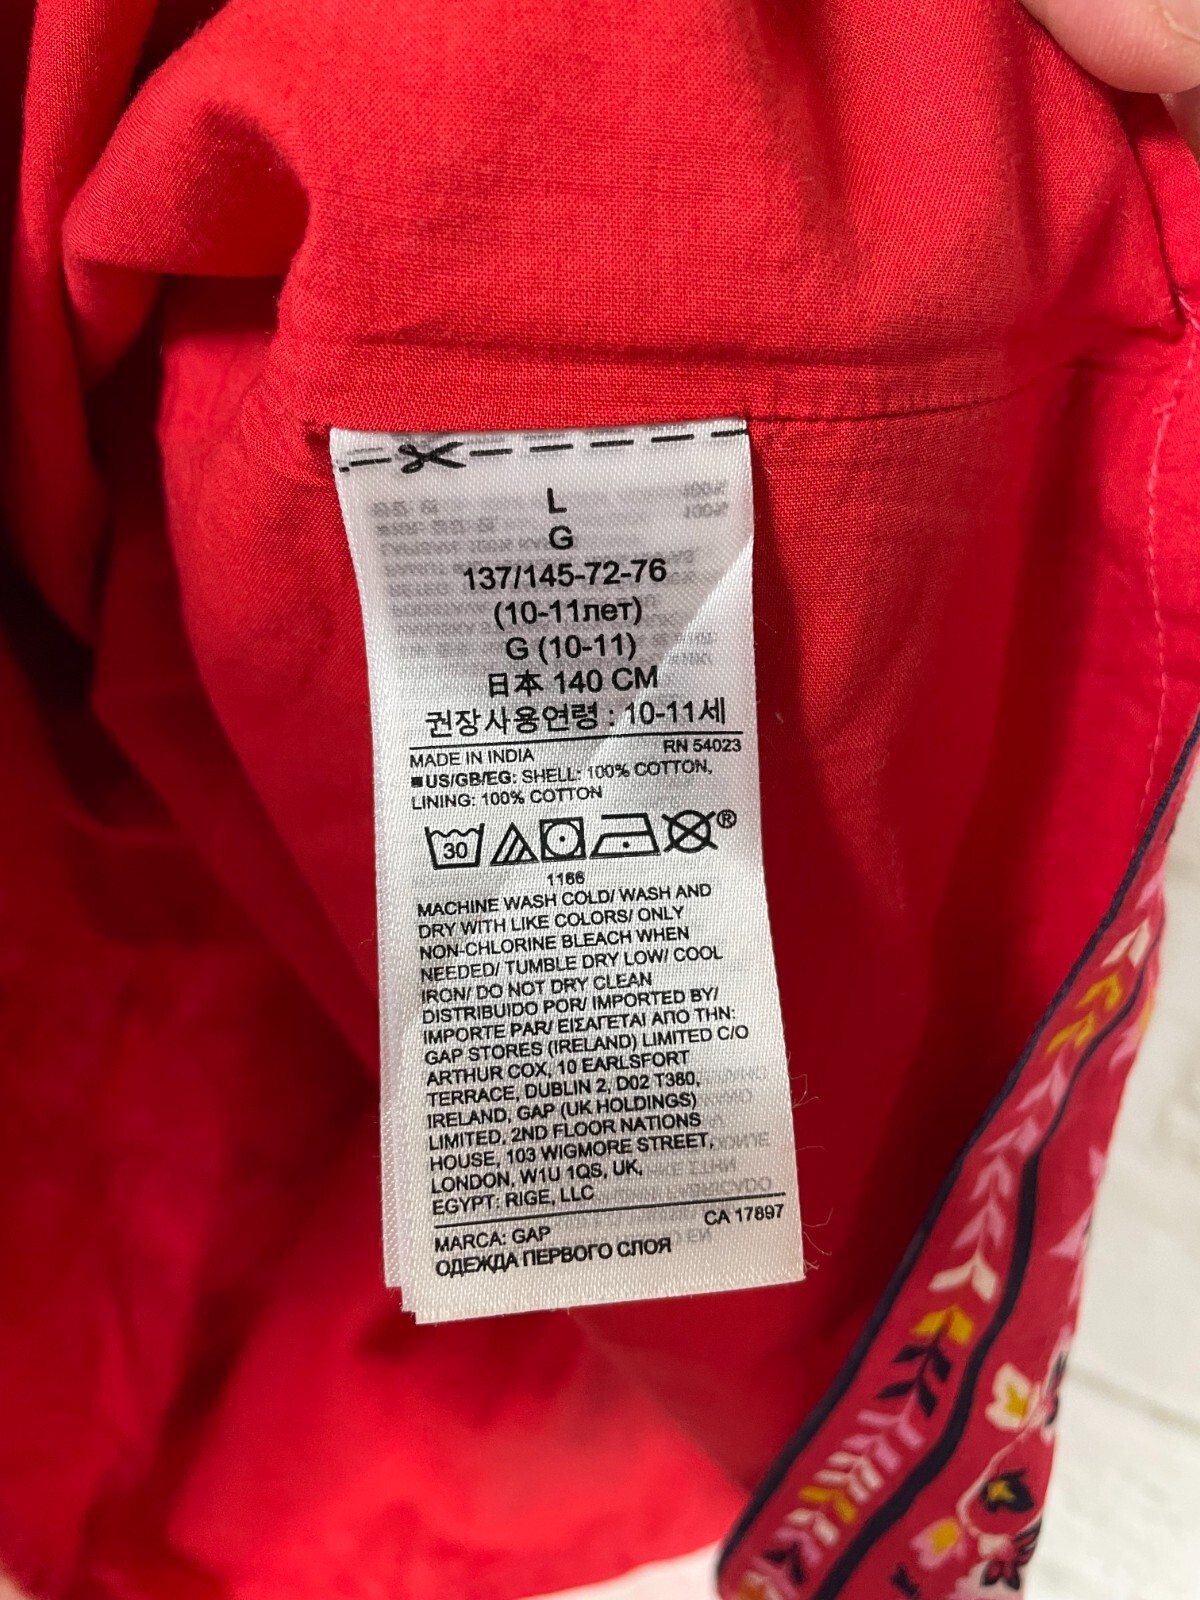 L
G
137/145-72-76
(10-11лет)
G (10-11)
日本 140 CM
권장사용연령 : 10-11세
MADE IN INDIA RN 54023
■US/GB/EG: SHELL: 100% COTTON,
LINING: 100% COTTON
30 ®
1166
MACHINE WASH COLD/ WASH AND
DRY WITH LIKE COLORS/ ONLY
NON-CHLORINE BLEACH WHEN
NEEDED/ TUMBLE DRY LOW/ COOL
IRON/ DO NOT DRY CLEAN
DISTRIBUIDO POR/ IMPORTED BY/
IMPORTE PAR/ ΕΙΣΑΓΕΤΑΙ ΑΠΟ ΤΗΝ:
GAP STORES (IRELAND) LIMITED C/O
ARTHUR COX, 10 EARLSFORT
TERRACE, DUBLIN 2, D02 T380,
IRELAND, GAP (UK HOLDINGS)
LIMITED, 2ND FLOOR NATIONS
HOUSE, 103 WIGMORE STREET,
LONDON, W1U 1QS, UK,
EGYPT: RIGE, LLC
MARCA: GAP CA 17897
ОДЕЖДА ПЕРВОГО СЛОЯ